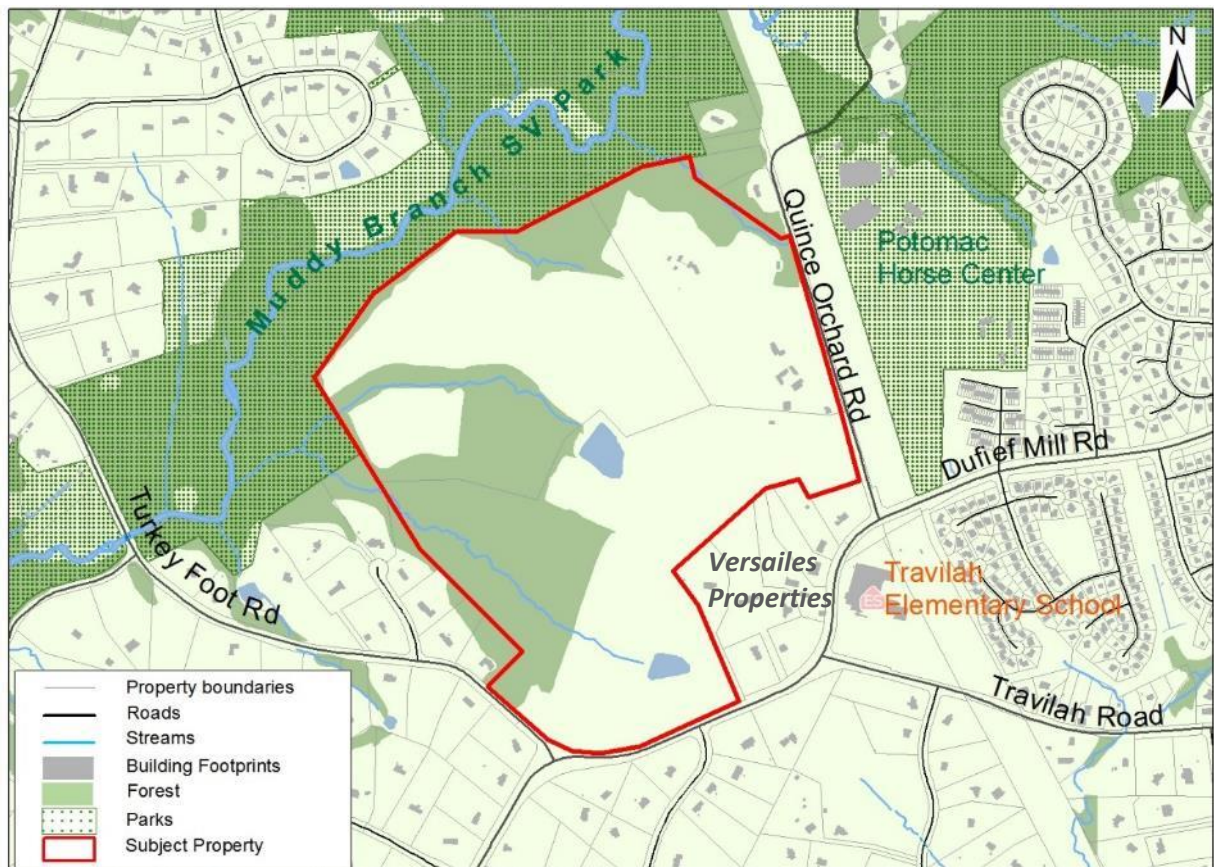 N
Muddy Branch SV Park
Quince Orchard Rd
Potomac
Horse Center
Dufief Mill Rd
Turkey Foot Rd
Versailes
Properties
Travilah
Elementary School
ES
Travilah Road
Property boundaries
Roads
Streams
Building Footprints
Forest
Parks
Subject Property